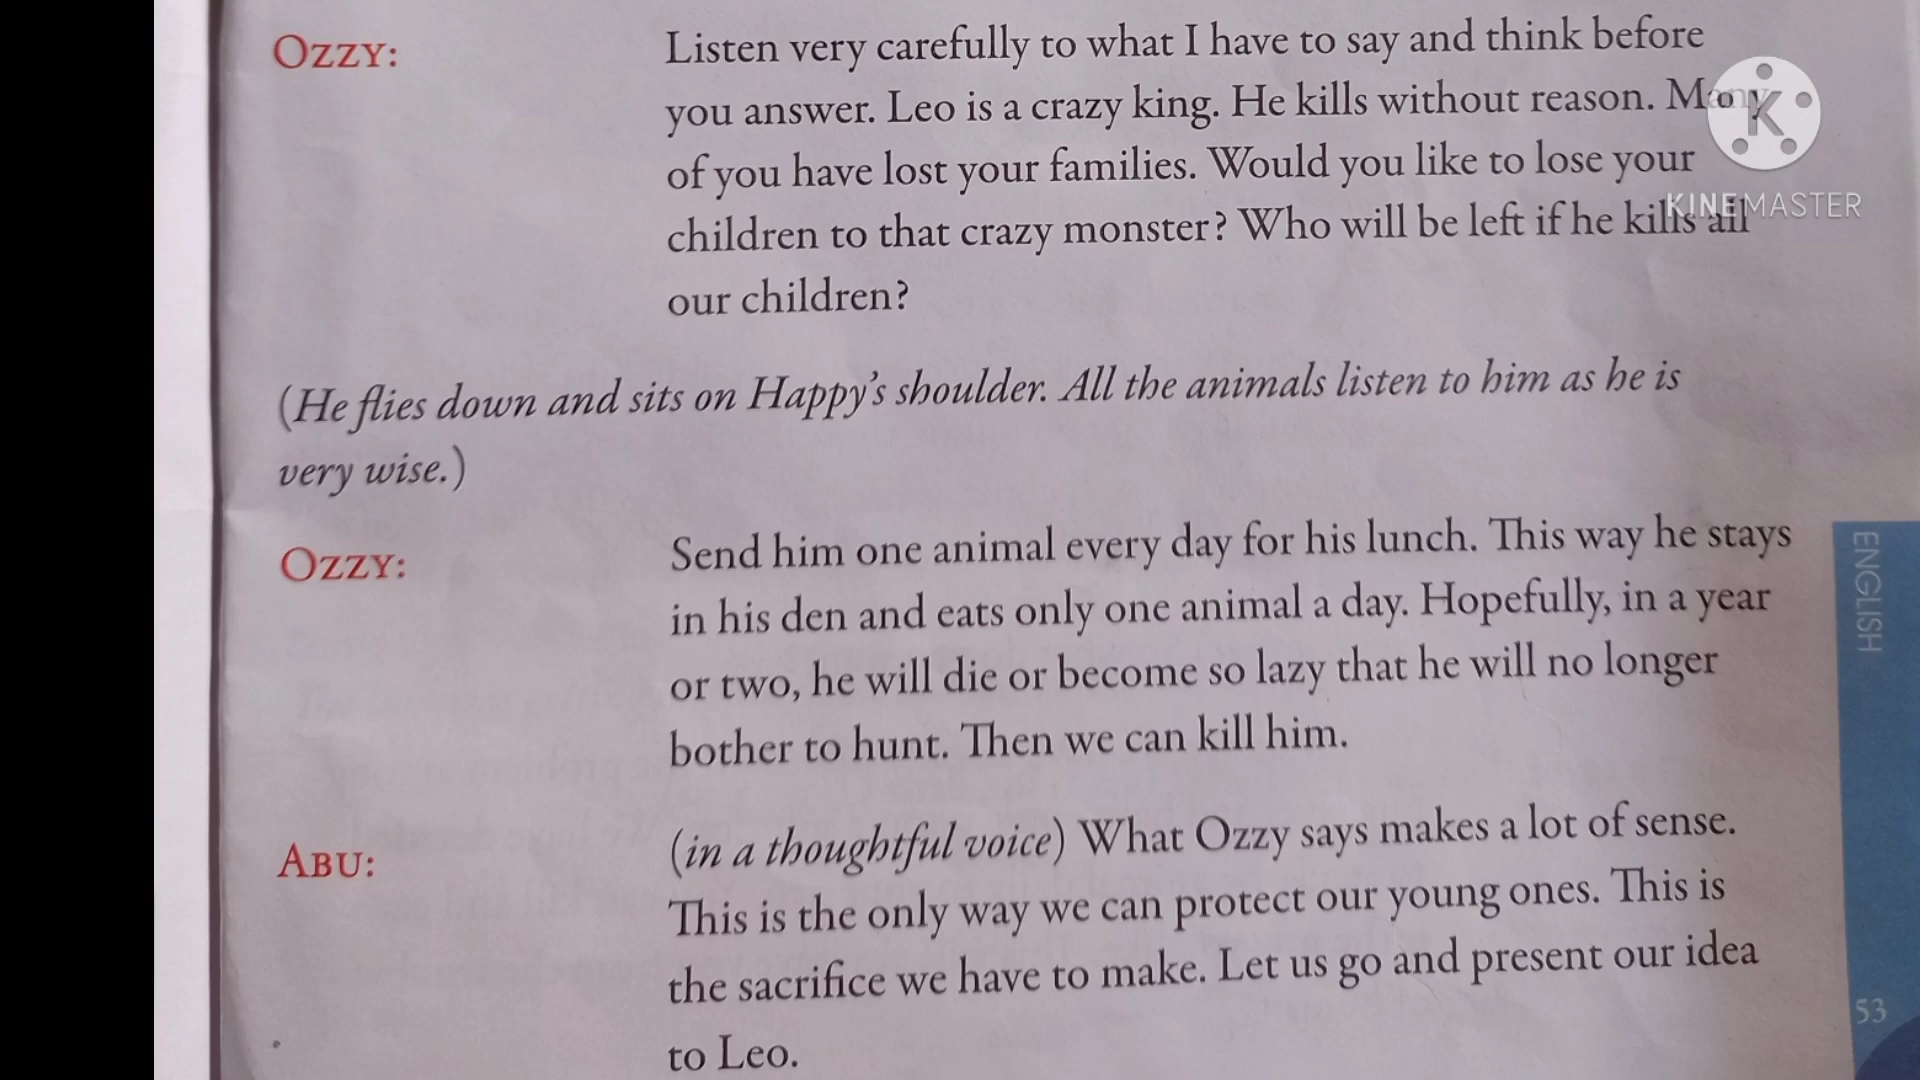 OZZY: Listen very carefully to what I have to say and think before
you answer. Leo is a crazy king. He kills without reason. Many
of you have lost your families. Would you like to lose your
children to that crazy monster? Who will be left if he kills all
our children?
K
KINEMASTER
(He flies down and sits on Happy's shoulder. All the animals listen to him as he is
very wise.)
OZZY: Send him one animal every day for his lunch. This way he stays
in his den and eats only one animal a day. Hopefully, in a year
or two, he will die or become so lazy that he will no longer
bother to hunt. Then we can kill him.
ABU: (in a thoughtful voice) What Ozzy says makes a lot of sense.
This is the only way we can protect our young ones. This is
the sacrifice we have to make. Let us go and present our idea
to Leo.
ENGLISH
53